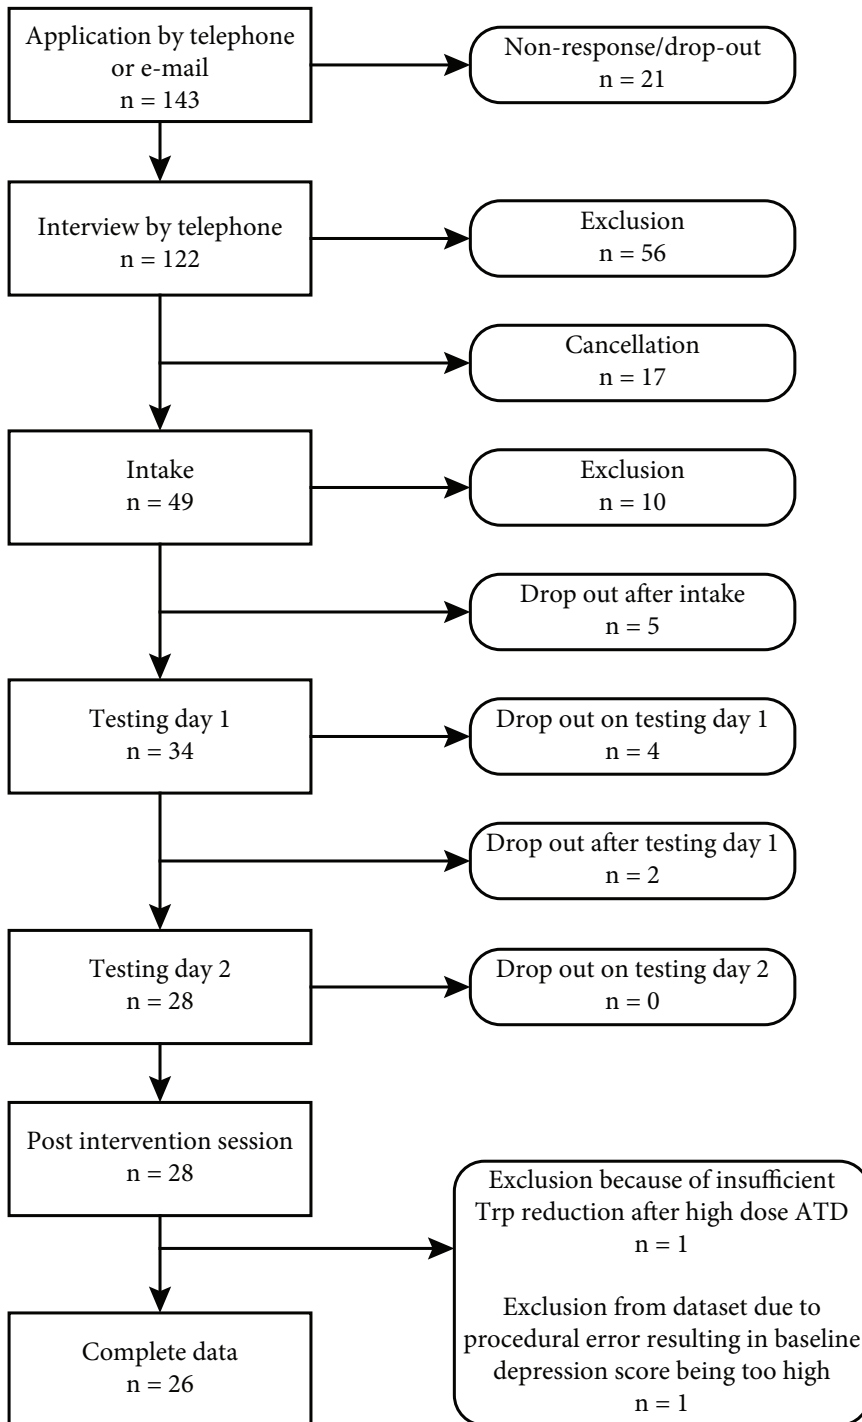 Application by telephone
or e-mail
n = 143
Non-response/drop-out
n = 21
Interview by telephone
n = 122
Exclusion
n = 56
Cancellation
n = 17
Intake
n = 49
Exclusion
n = 10
Drop out after intake
n = 5
Testing day 1
n = 34
Drop out on testing day 1
n = 4
Drop out after testing day 1
n = 2
Testing day 2
n = 28
Drop out on testing day 2
n = 0
Post intervention session
n = 28
Exclusion because of insufficient
Trp reduction after high dose ATD
n = 1
Exclusion from dataset due to
procedural error resulting in baseline
depression score being too high
n = 1
Complete data
n = 26